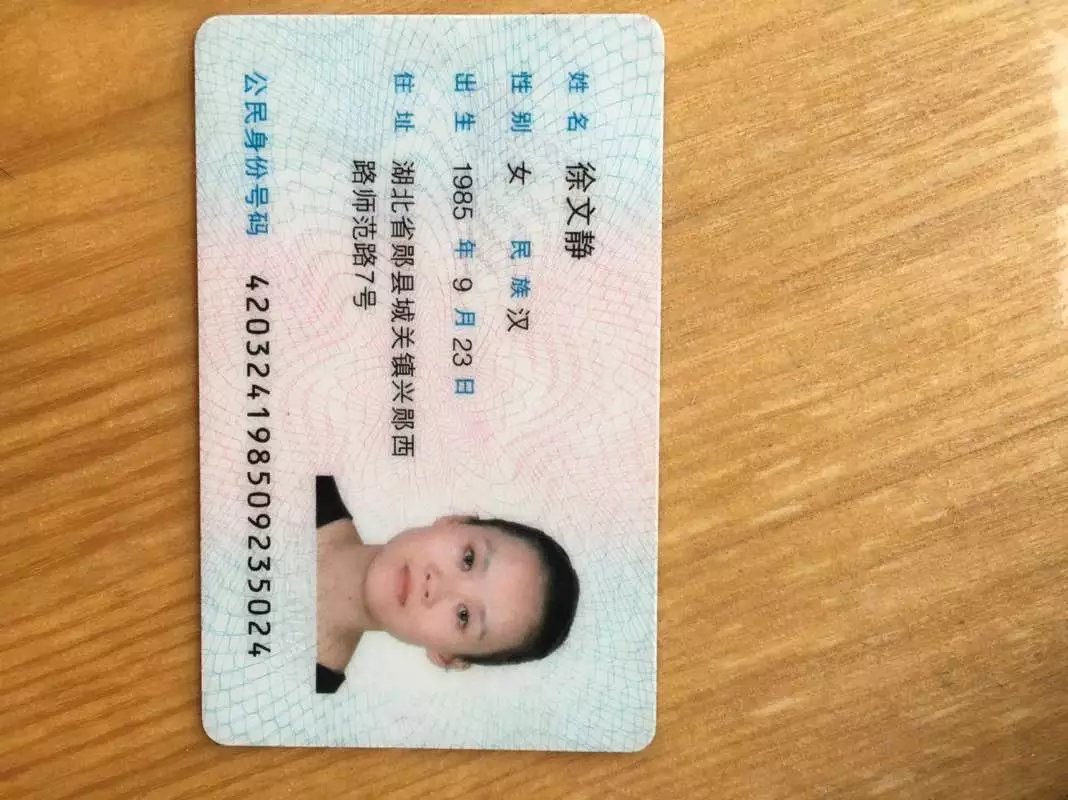 姓名 徐文静
性别 女 民族 汉
出生 1985 年 9 月 23 日
住址 湖北省郧县城关镇兴郧西
路师范路7号
公民身份号码 420324198509235024